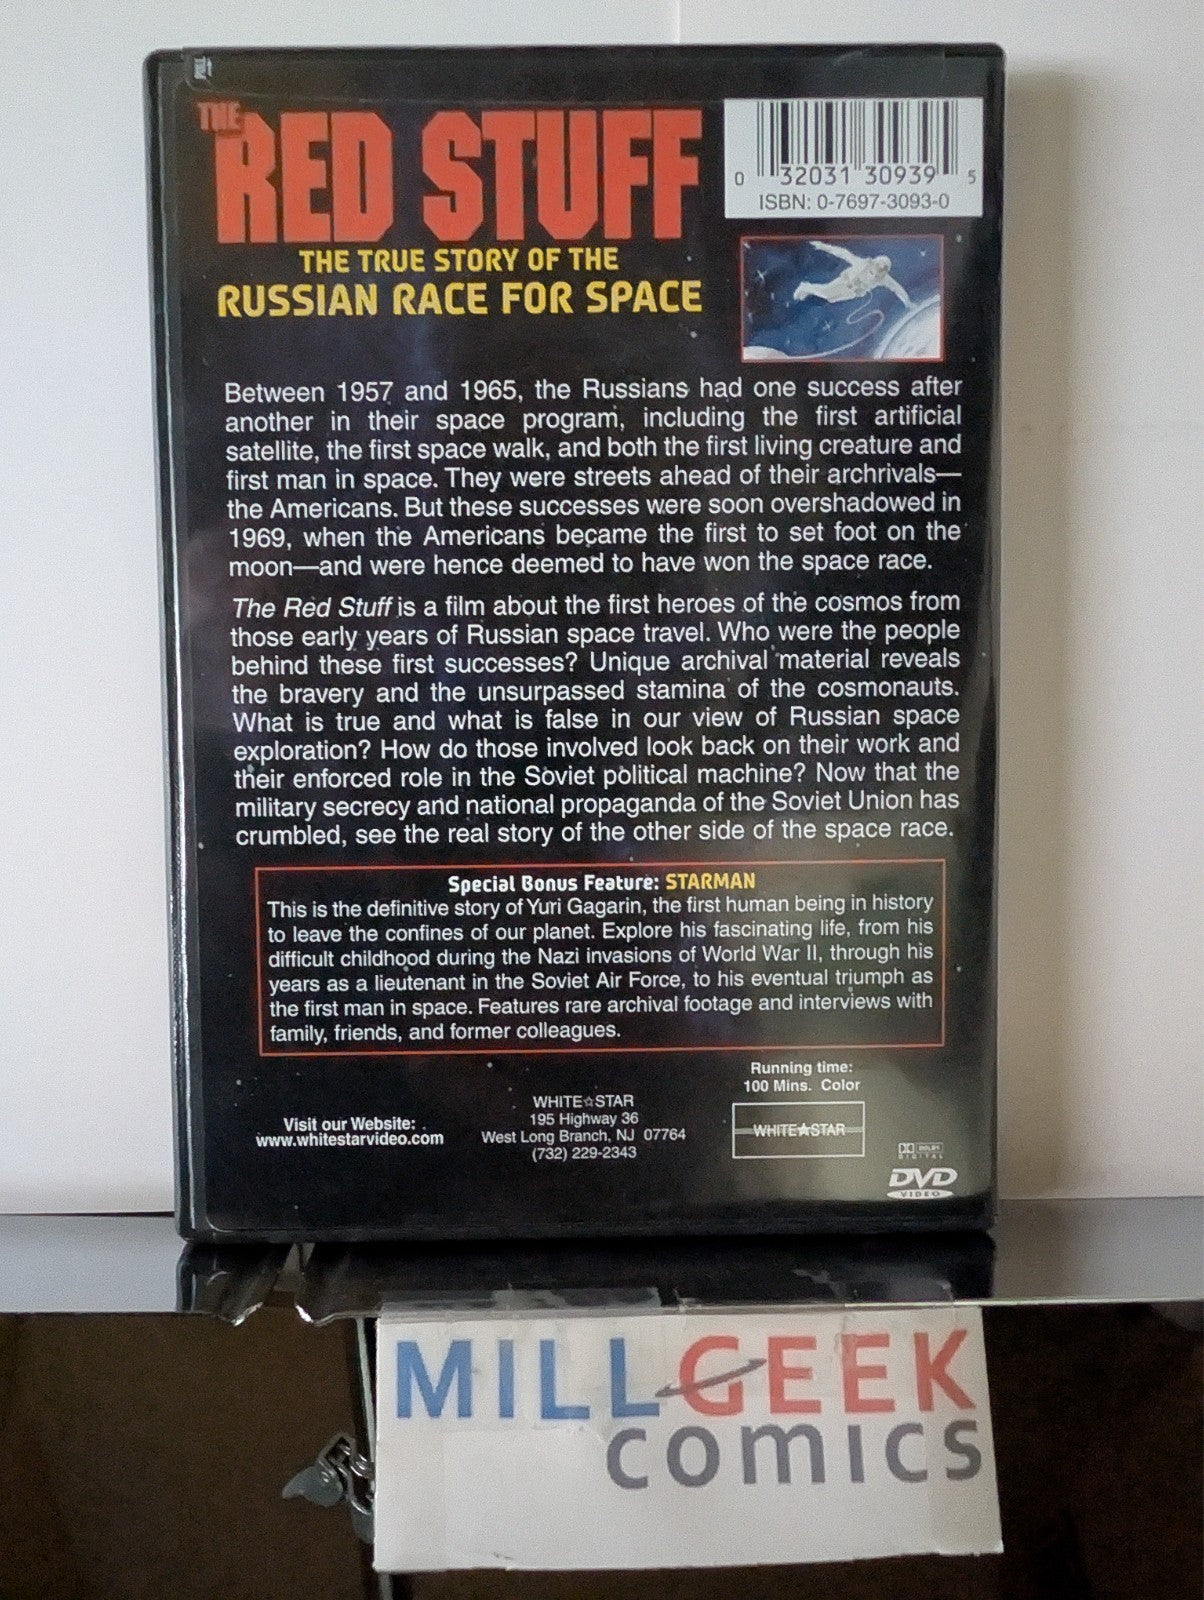 PULL
THE
RED STUFF
THE TRUE STORY OF THE
RUSSIAN RACE FOR SPACE
0 32031 30939 5
ISBN: 0-7697-3093-0
Between 1957 and 1965, the Russians had one success after
another in their space program, including the first artificial
satellite, the first space walk, and both the first living creature and
first man in space. They were streets ahead of their archrivals—
the Americans. But these successes were soon overshadowed in
1969, when the Americans became the first to set foot on the
moon—and were hence deemed to have won the space race.
The Red Stuff is a film about the first heroes of the cosmos from
those early years of Russian space travel. Who were the people
behind these first successes? Unique archival material reveals
the bravery and the unsurpassed stamina of the cosmonauts.
What is true and what is false in our view of Russian space
exploration? How do those involved look back on their work and
their enforced role in the Soviet political machine? Now that the
military secrecy and national propaganda of the Soviet Union has
crumbled, see the real story of the other side of the space race.
Special Bonus Feature: STARMAN
This is the definitive story of Yuri Gagarin, the first human being in history
to leave the confines of our planet. Explore his fascinating life, from his
difficult childhood during the Nazi invasions of World War II, through his
years as a lieutenant in the Soviet Air Force, to his eventual triumph as
the first man in space. Features rare archival footage and interviews with
family, friends, and former colleagues.
Visit our Website:
www.whitestarvideo.com
WHITE☆STAR
195 Highway 36
West Long Branch, NJ 07764
(732) 229-2343
Running time:
100 Mins. Color
WHITE★STAR
DOLBY
DIGITAL
DVD
VIDEO
MILLGEEK
COMICS